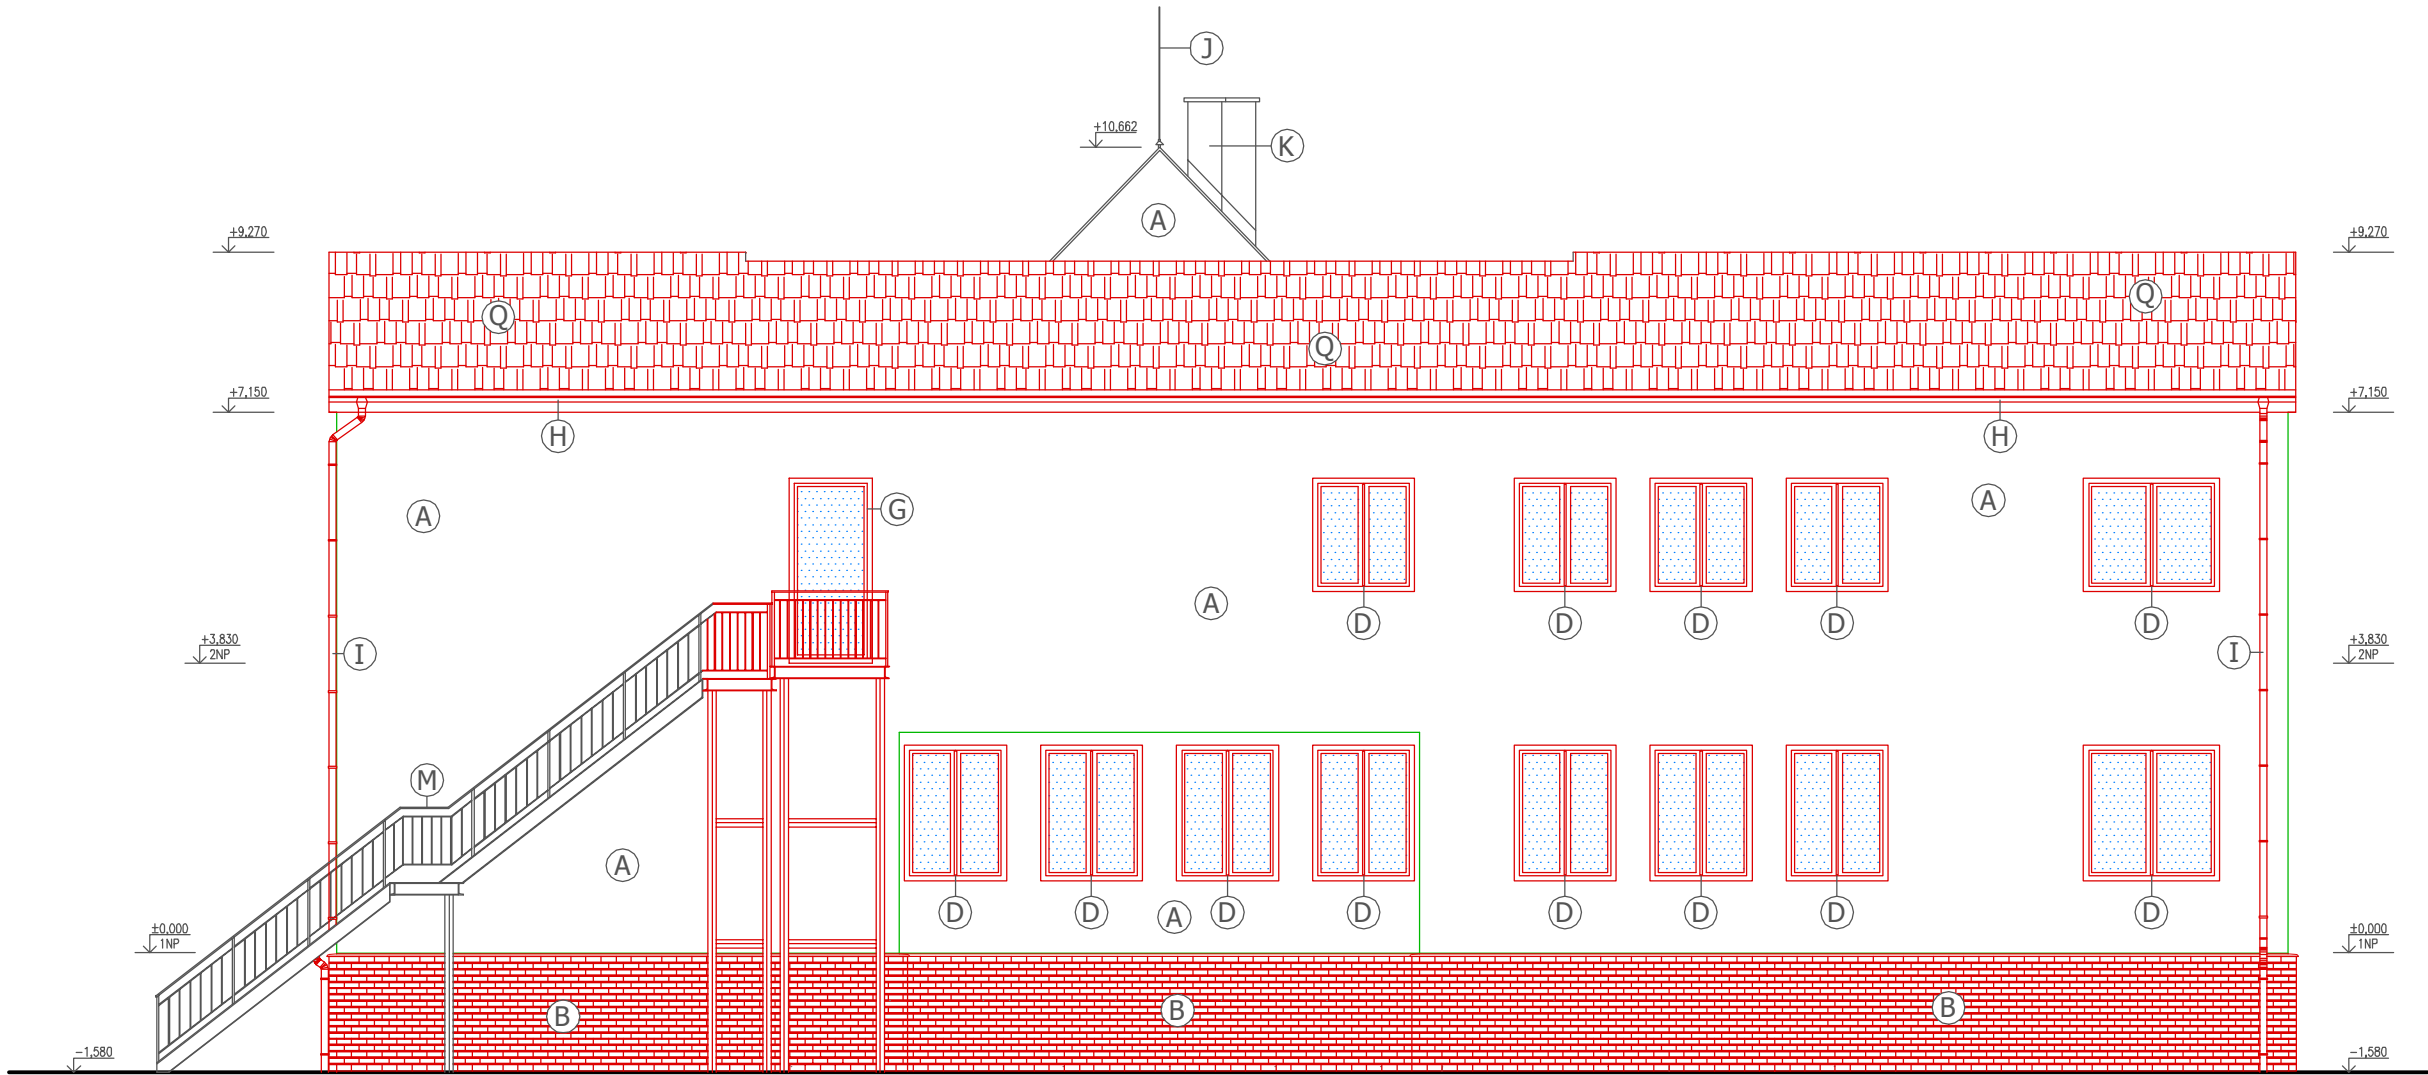 J
+10,662
K
A
+9,270
+9,270
Q
Q
Q
+7,150
+7,150
H
H
A
G
A
A
D
D
D
D
D
+3,830
2NP
I
I
+3,830
2NP
M
A
D
D
A
D
D
D
D
D
D
±0,000
1NP
±0,000
1NP
B
B
B
-1,580
-1,580